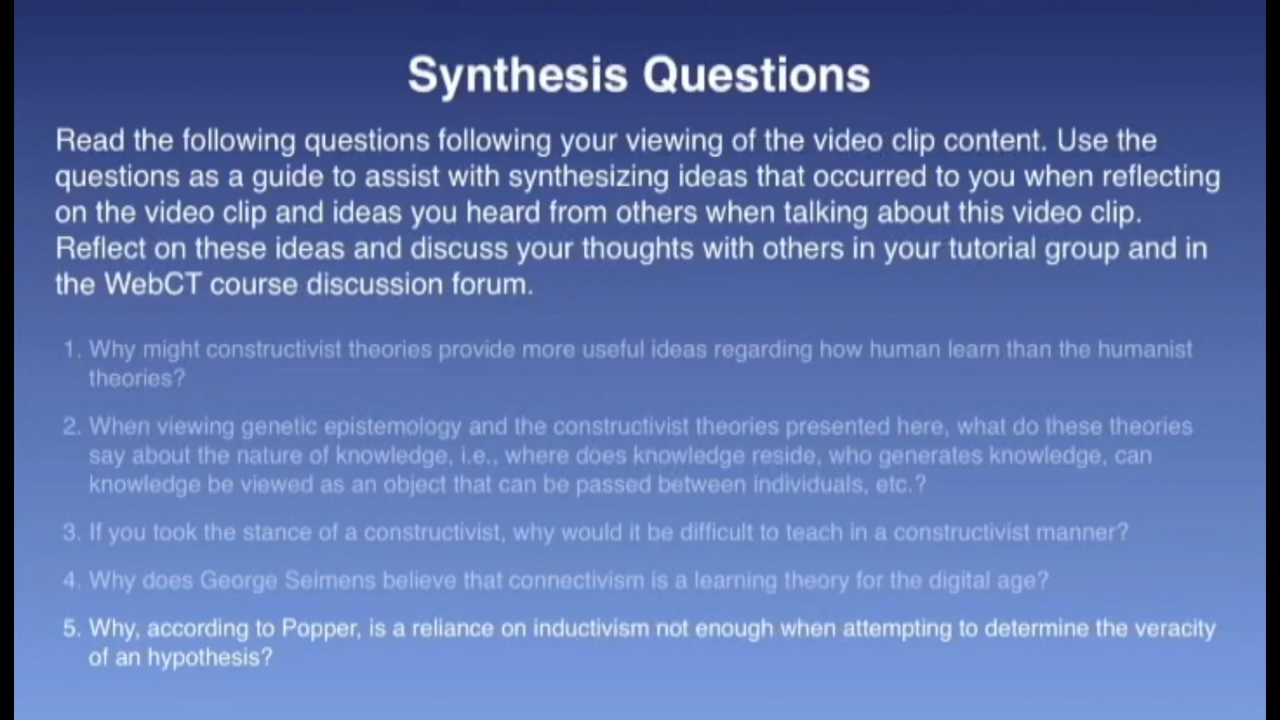 Synthesis Questions
Read the following questions following your viewing of the video clip content. Use the
questions as a guide to assist with synthesizing ideas that occurred to you when reflecting
on the video clip and ideas you heard from others when talking about this video clip.
Reflect on these ideas and discuss your thoughts with others in your tutorial group and in
the WebCT course discussion forum.
1. Why might constructivist theories provide more useful ideas regarding how human learn than the humanist
theories?
2. When viewing genetic epistemology and the constructivist theories presented here, what do these theories
say about the nature of knowledge, i.e., where does knowledge reside, who generates knowledge, can
knowledge be viewed as an object that can be passed between individuals, etc.?
3. If you took the stance of a constructivist, why would it be difficult to teach in a constructivist manner?
4. Why does George Seimens believe that connectivism is a learning theory for the digital age?
5. Why, according to Popper, is a reliance on inductivism not enough when attempting to determine the veracity
of an hypothesis?